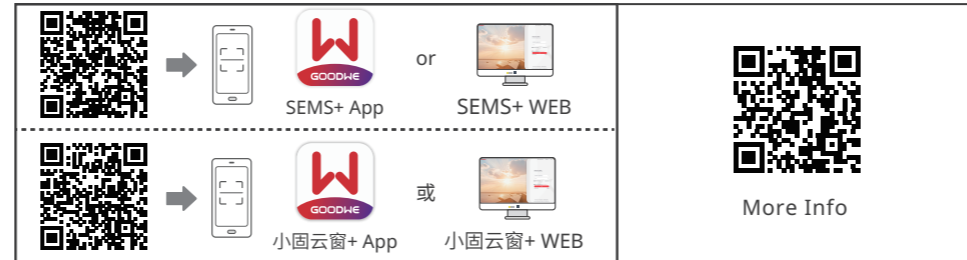 GOODWE
or
SEMS+ App
SEMS+ WEB
GOODWE
或
小固云窗+ App
小固云窗+ WEB
More Info